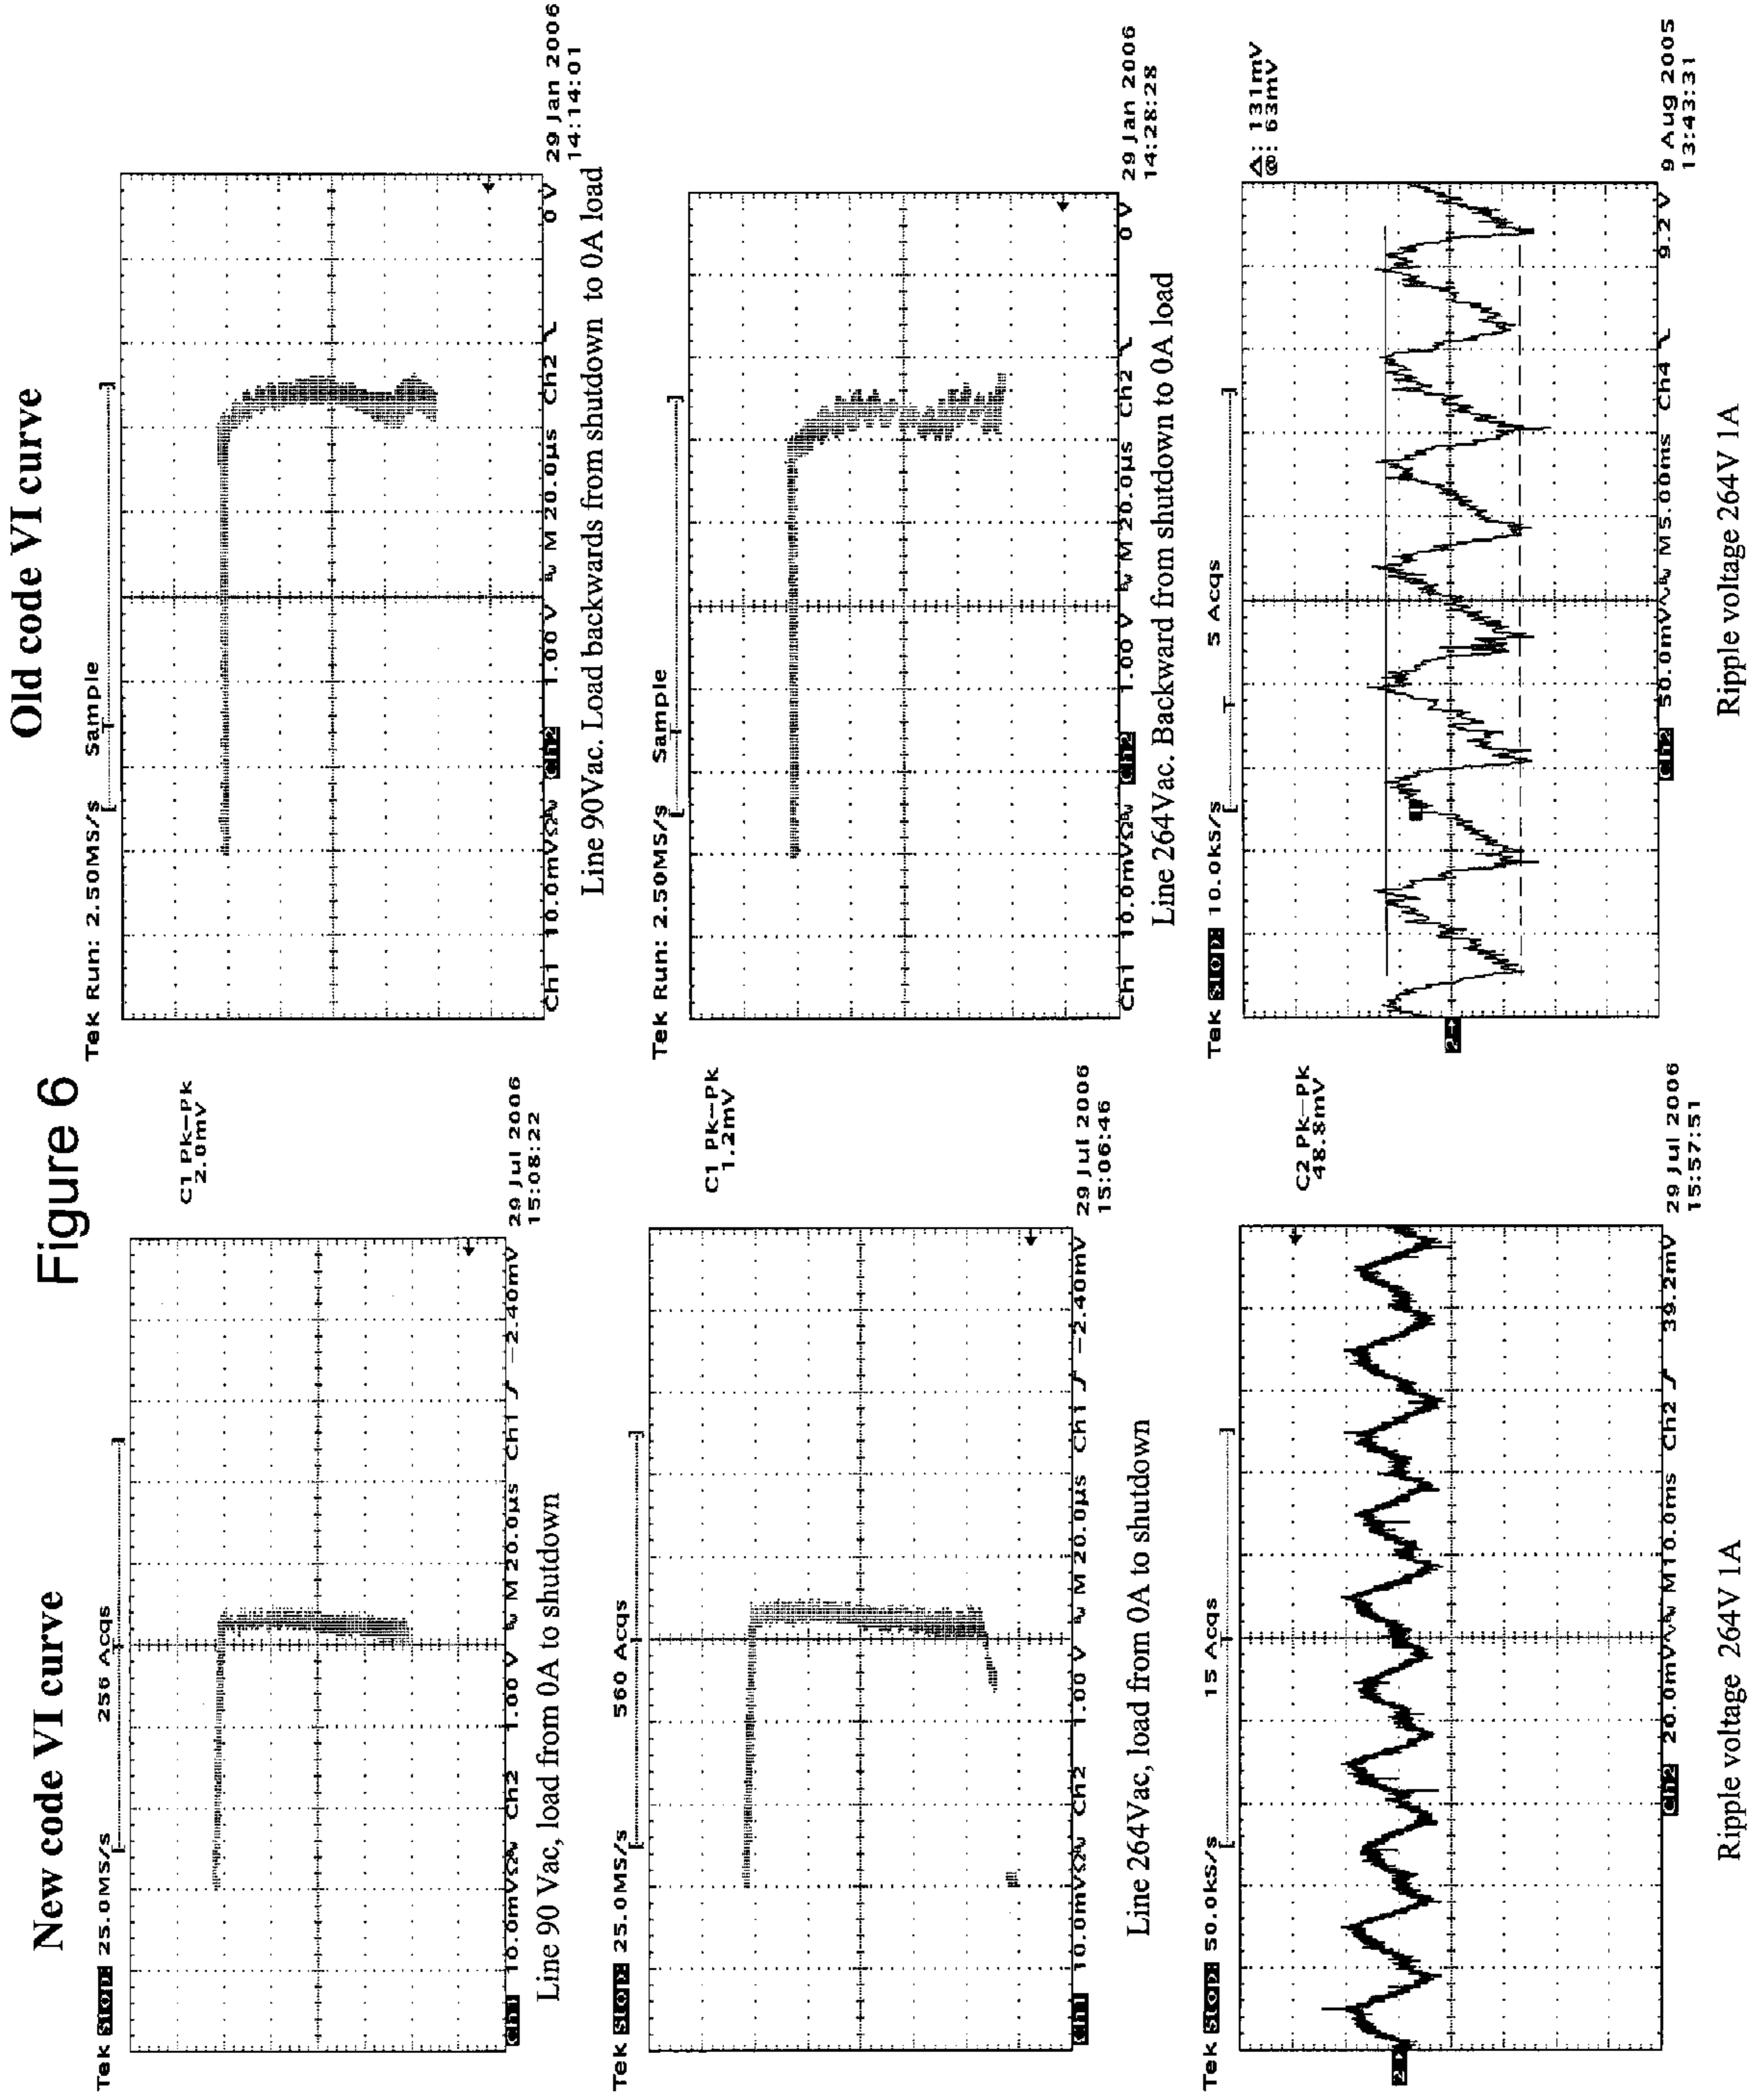 Figure 6
New code VI curve
Tek Stop: 25.0MS/s 256 Acqs
C1 Pk-Pk
2.0mV
Ch1 10.0mVΩ Ch2 1.00 V M 20.0µs Ch1 -2.40mV
29 Jul 2006
15:08:22
Line 90 Vac, load from 0A to shutdown
Tek Stop: 25.0MS/s 560 Acqs
C1 Pk-Pk
1.2mV
Ch1 10.0mVΩ Ch2 1.00 V M 20.0µs Ch1 -2.40mV
29 Jul 2006
15:06:46
Line 264Vac, load from 0A to shutdown
Tek Stop: 50.0kS/s 15 Acqs
C2 Pk-Pk
48.8mV
2
Ch2 20.0mV M 10.0ms Ch2 39.2mV
29 Jul 2006
15:57:51
Ripple voltage 264V 1A
Old code VI curve
Tek Run: 2.50MS/s Sample
Ch1 10.0mVΩ Ch2 1.00 V M 20.0µs Ch2 0 V
29 Jan 2006
14:14:01
Line 90Vac. Load backwards from shutdown to 0A load
Tek Run: 2.50MS/s Sample
Ch1 10.0mVΩ Ch2 1.00 V M 20.0µs Ch2 0 V
29 Jan 2006
14:28:28
Line 264Vac. Backward from shutdown to 0A load
Tek Stop: 10.0kS/s 5 Acqs
Δ: 131mV
@: 63mV
2
Ch2 50.0mV M 5.00ms Ch4 9.2 V
9 Aug 2005
13:43:31
Ripple voltage 264V 1A